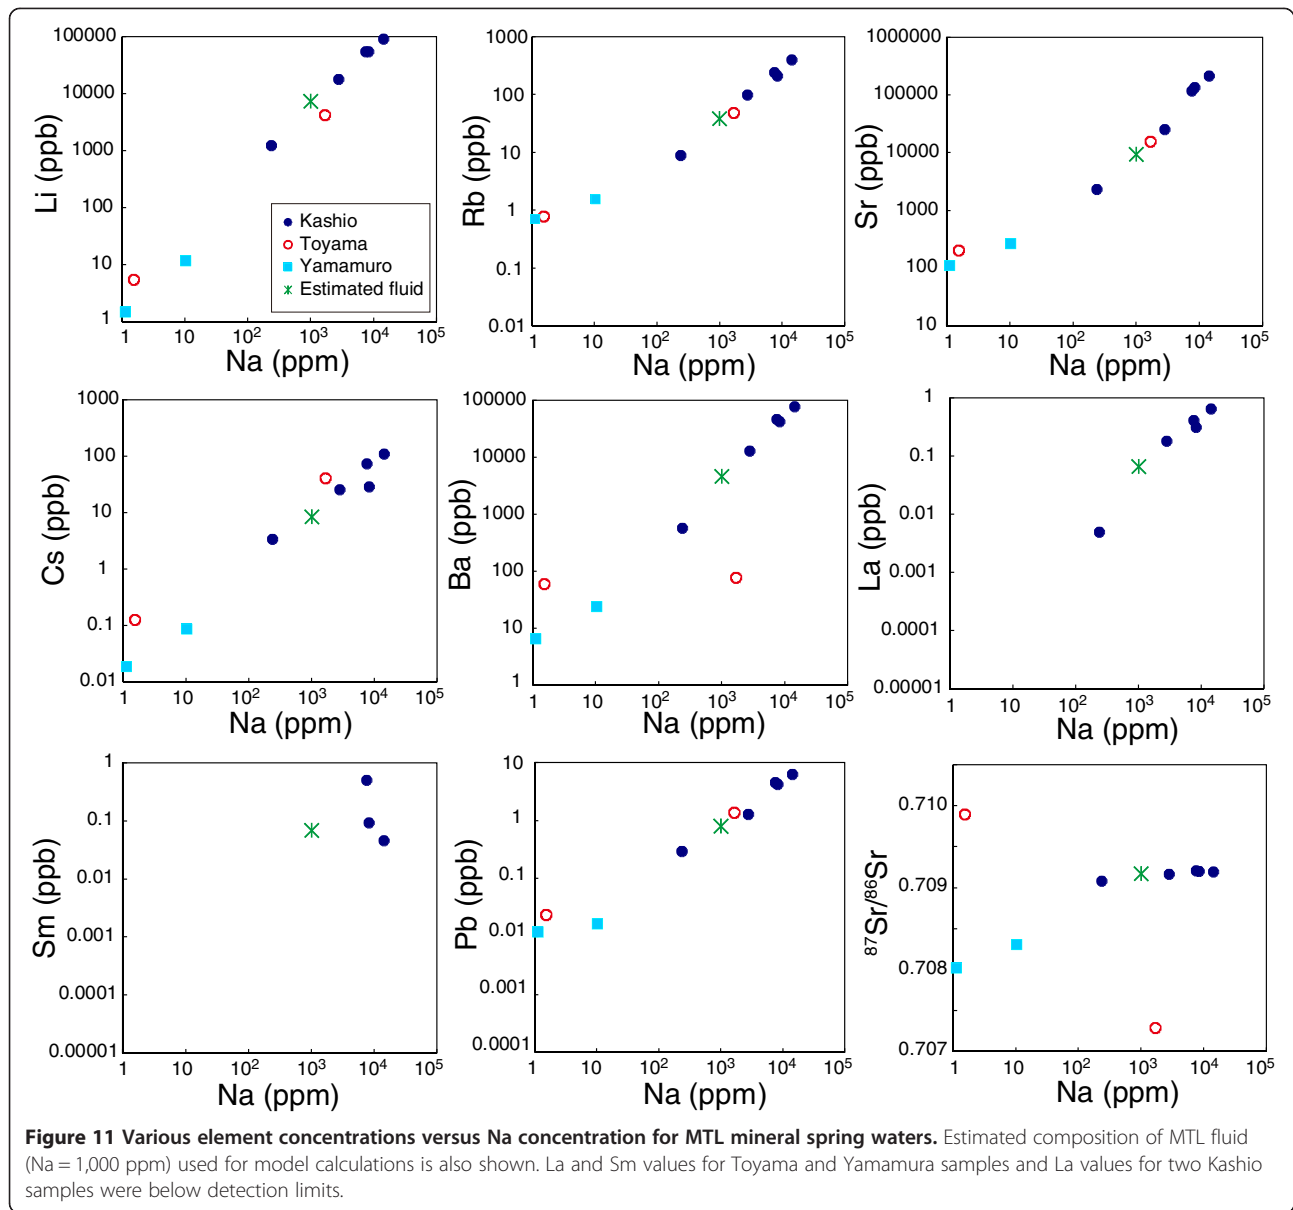 100000
10000
1000
100
10
1
Li (ppb)
Kashio
Toyama
Yamamuro
Estimated fluid
1 10 10² 10³ 10⁴ 10⁵
Na (ppm)
1000
100
10
1
0.1
0.01
Rb (ppb)
1 10 10² 10³ 10⁴ 10⁵
Na (ppm)
1000000
100000
10000
1000
100
10
Sr (ppb)
1 10 10² 10³ 10⁴ 10⁵
Na (ppm)
1000
100
10
1
0.1
0.01
Cs (ppb)
1 10 10² 10³ 10⁴ 10⁵
Na (ppm)
100000
10000
1000
100
10
1
Ba (ppb)
1 10 10² 10³ 10⁴ 10⁵
Na (ppm)
1
0.1
0.01
0.001
0.0001
0.00001
La (ppb)
1 10 10² 10³ 10⁴ 10⁵
Na (ppm)
1
0.1
0.01
0.001
0.0001
0.00001
Sm (ppb)
1 10 10² 10³ 10⁴ 10⁵
Na (ppm)
10
1
0.1
0.01
0.001
0.0001
Pb (ppb)
1 10 10² 10³ 10⁴ 10⁵
Na (ppm)
0.710
0.709
0.708
0.707
⁸⁷Sr/⁸⁶Sr
1 10 10² 10³ 10⁴ 10⁵
Na (ppm)
Figure 11 Various element concentrations versus Na concentration for MTL mineral spring waters. Estimated composition of MTL fluid
(Na = 1,000 ppm) used for model calculations is also shown. La and Sm values for Toyama and Yamamura samples and La values for two Kashio
samples were below detection limits.